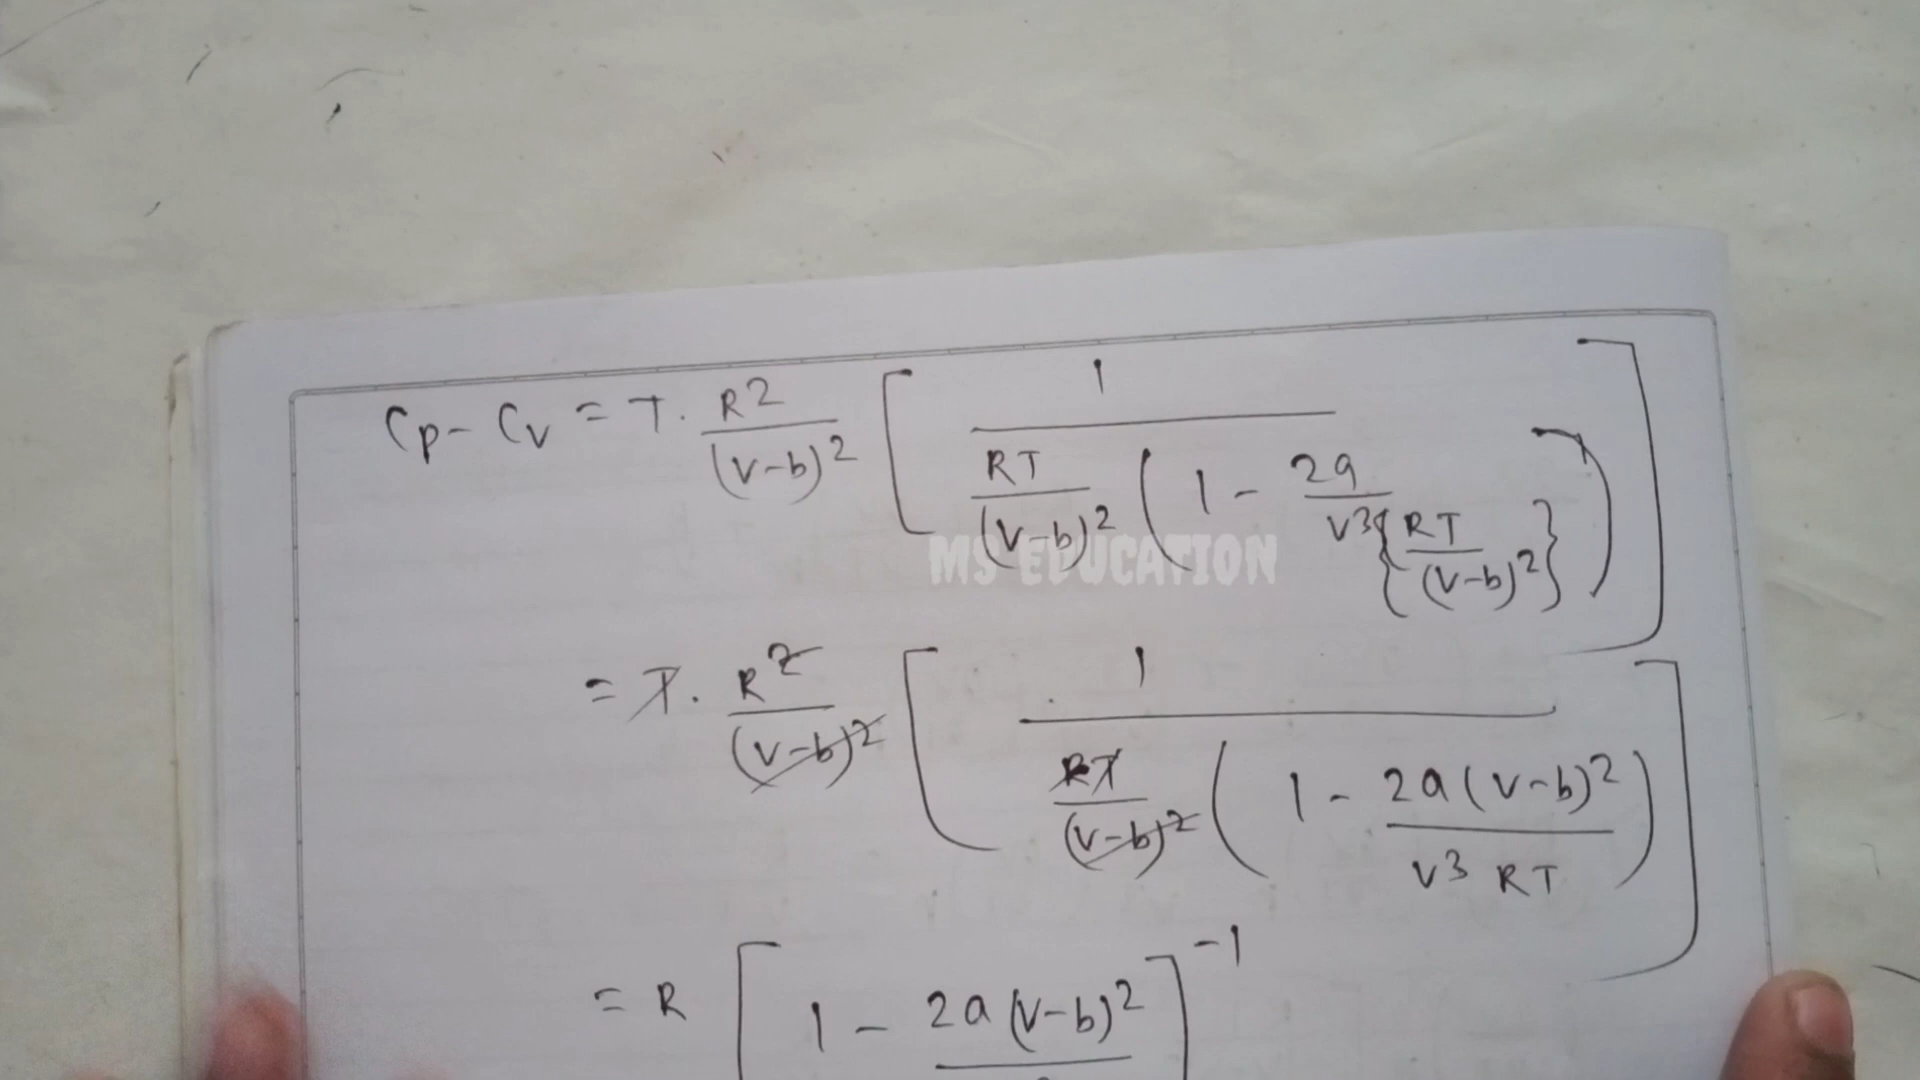 Cp - Cv = T. R2/(v-b)2 [ 1 / RT/(v-b)2 ( 1 - 2a/v3{RT/(v-b)2} ) ]
MS EDUCATION
= T. R2/(v-b)2 [ 1 / RT/(v-b)2 ( 1 - 2a(v-b)2/v3 RT ) ]
= R [ 1 - 2a(v-b)2 ]-1